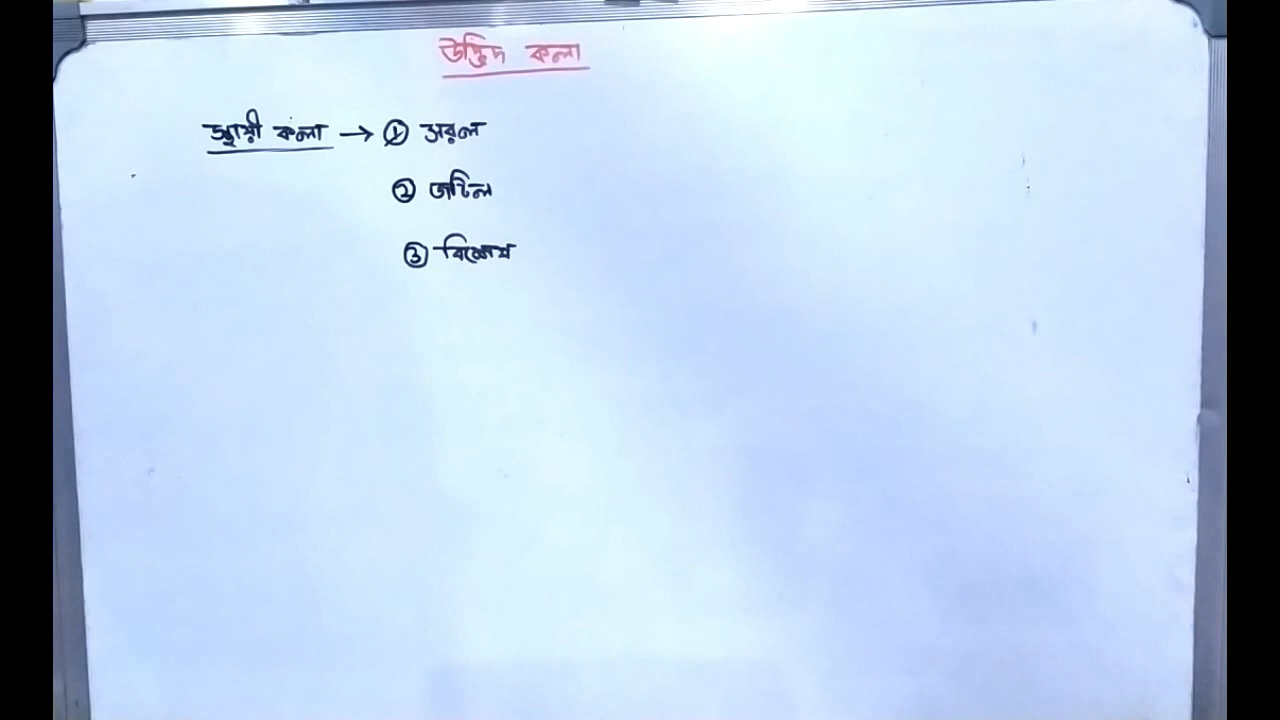 উদ্ভিদ কলা
স্থায়ী কলা → ① সরল
② জটিল
③ বিশেষ